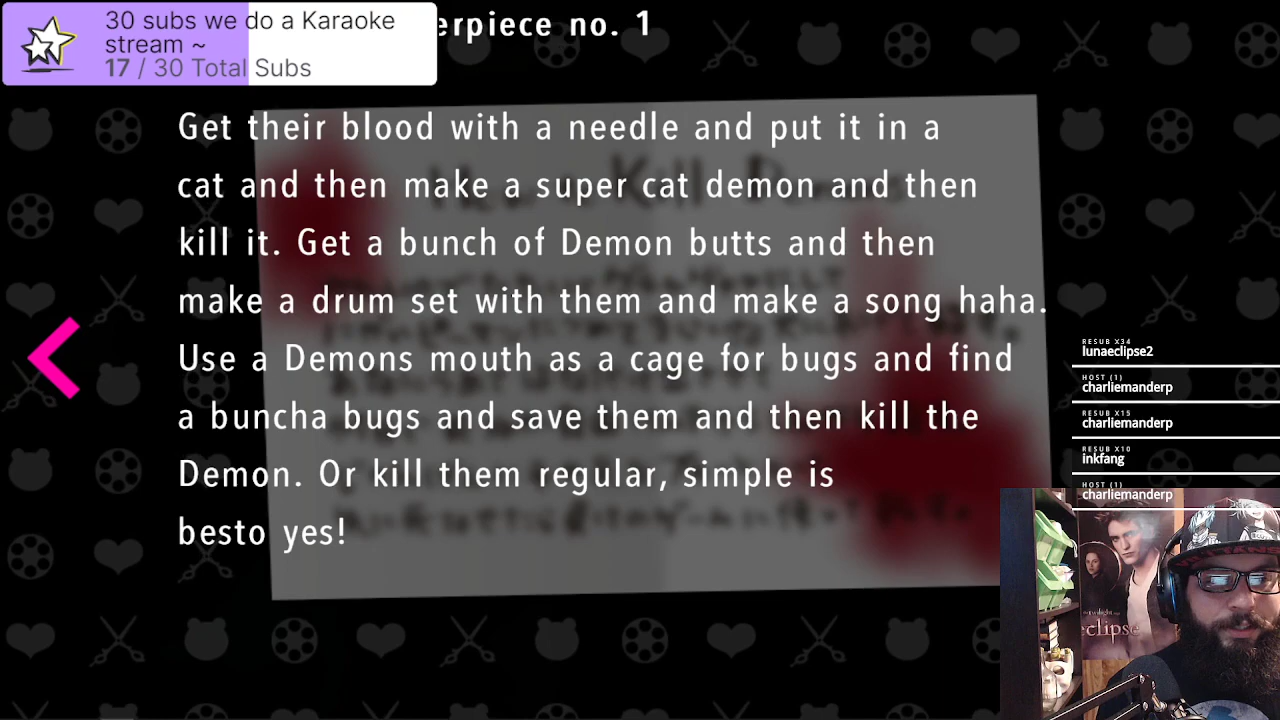 30 subs we do a Karaoke
stream ~
17 / 30 Total Subs
erpiece no. 1
Get their blood with a needle and put it in a
cat and then make a super cat demon and then
kill it. Get a bunch of Demon butts and then
make a drum set with them and make a song haha.
Use a Demons mouth as a cage for bugs and find
a buncha bugs and save them and then kill the
Demon. Or kill them regular, simple is
besto yes!
RESUB X34
lunaeclipse2
HOST (1)
charliemanderp
RESUB X15
charliemanderp
RESUB X10
inkfang
HOST (1)
charliemanderp
eclipse